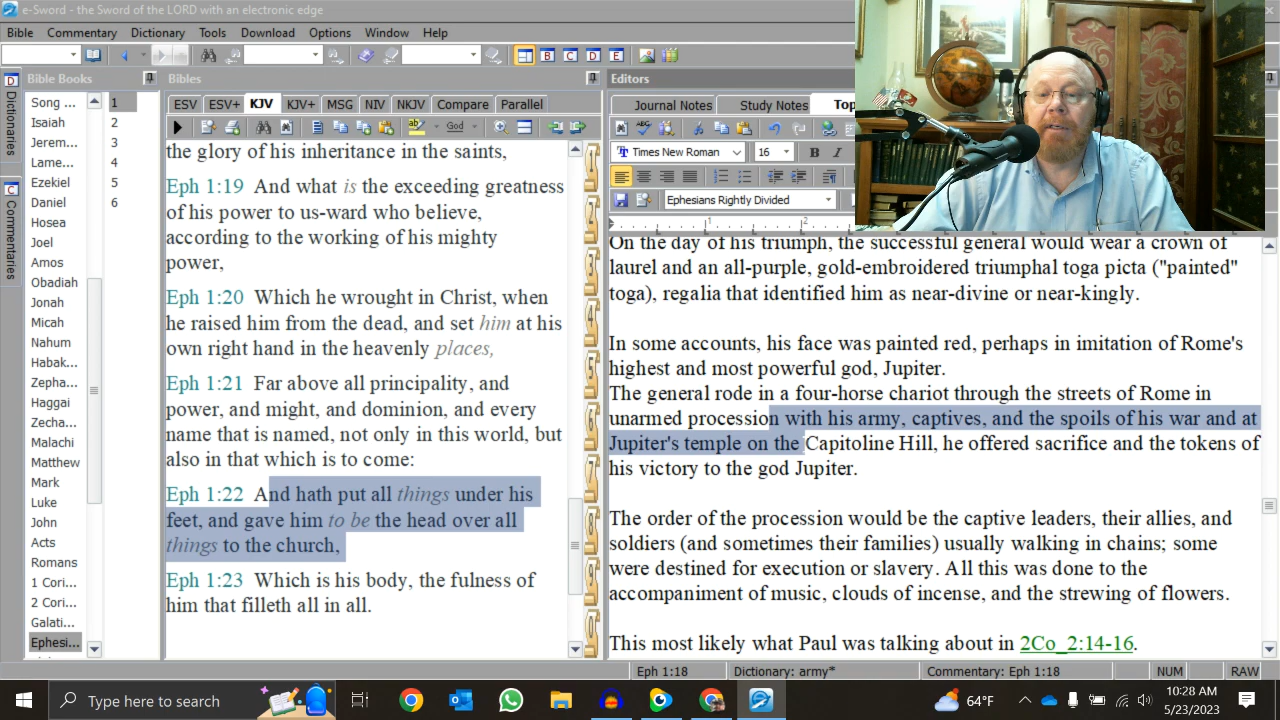 e-Sword - the Sword of the LORD with an electronic edge
Bible Commentary Dictionary Tools Download Options Window Help
Bible Books
Bibles
Editors
Dictionaries
Commentaries
Song ...
Isaiah
Jerem...
Lame...
Ezekiel
Daniel
Hosea
Joel
Amos
Obadiah
Jonah
Micah
Nahum
Habak...
Zepha...
Haggai
Zecha...
Malachi
Matthew
Mark
Luke
John
Acts
Romans
1 Cori...
2 Cori...
Galati...
Ephesi...
1
2
3
4
5
6
ESV ESV+ KJV KJV+ MSG NIV NKJV Compare Parallel
God
the glory of his inheritance in the saints,
Eph 1:19 And what is the exceeding greatness
of his power to us-ward who believe,
according to the working of his mighty
power,
Eph 1:20 Which he wrought in Christ, when
he raised him from the dead, and set him at his
own right hand in the heavenly places,
Eph 1:21 Far above all principality, and
power, and might, and dominion, and every
name that is named, not only in this world, but
also in that which is to come:
Eph 1:22 And hath put all things under his
feet, and gave him to be the head over all
things to the church,
Eph 1:23 Which is his body, the fulness of
him that filleth all in all.
Journal Notes Study Notes Top
Times New Roman 16 B I
Ephesians Rightly Divided
1 2
On the day of his triumph, the successful general would wear a crown of
laurel and an all-purple, gold-embroidered triumphal toga picta ("painted"
toga), regalia that identified him as near-divine or near-kingly.
In some accounts, his face was painted red, perhaps in imitation of Rome's
highest and most powerful god, Jupiter.
The general rode in a four-horse chariot through the streets of Rome in
unarmed procession with his army, captives, and the spoils of his war and at
Jupiter's temple on the Capitoline Hill, he offered sacrifice and the tokens of
his victory to the god Jupiter.
The order of the procession would be the captive leaders, their allies, and
soldiers (and sometimes their families) usually walking in chains; some
were destined for execution or slavery. All this was done to the
accompaniment of music, clouds of incense, and the strewing of flowers.
This most likely what Paul was talking about in 2Co_2:14-16.
1
2
3
4
5
6
7
8
9
0
Eph 1:18 Dictionary: army* Commentary: Eph 1:18 NUM RAW
Type here to search
64°F
10:28 AM
5/23/2023